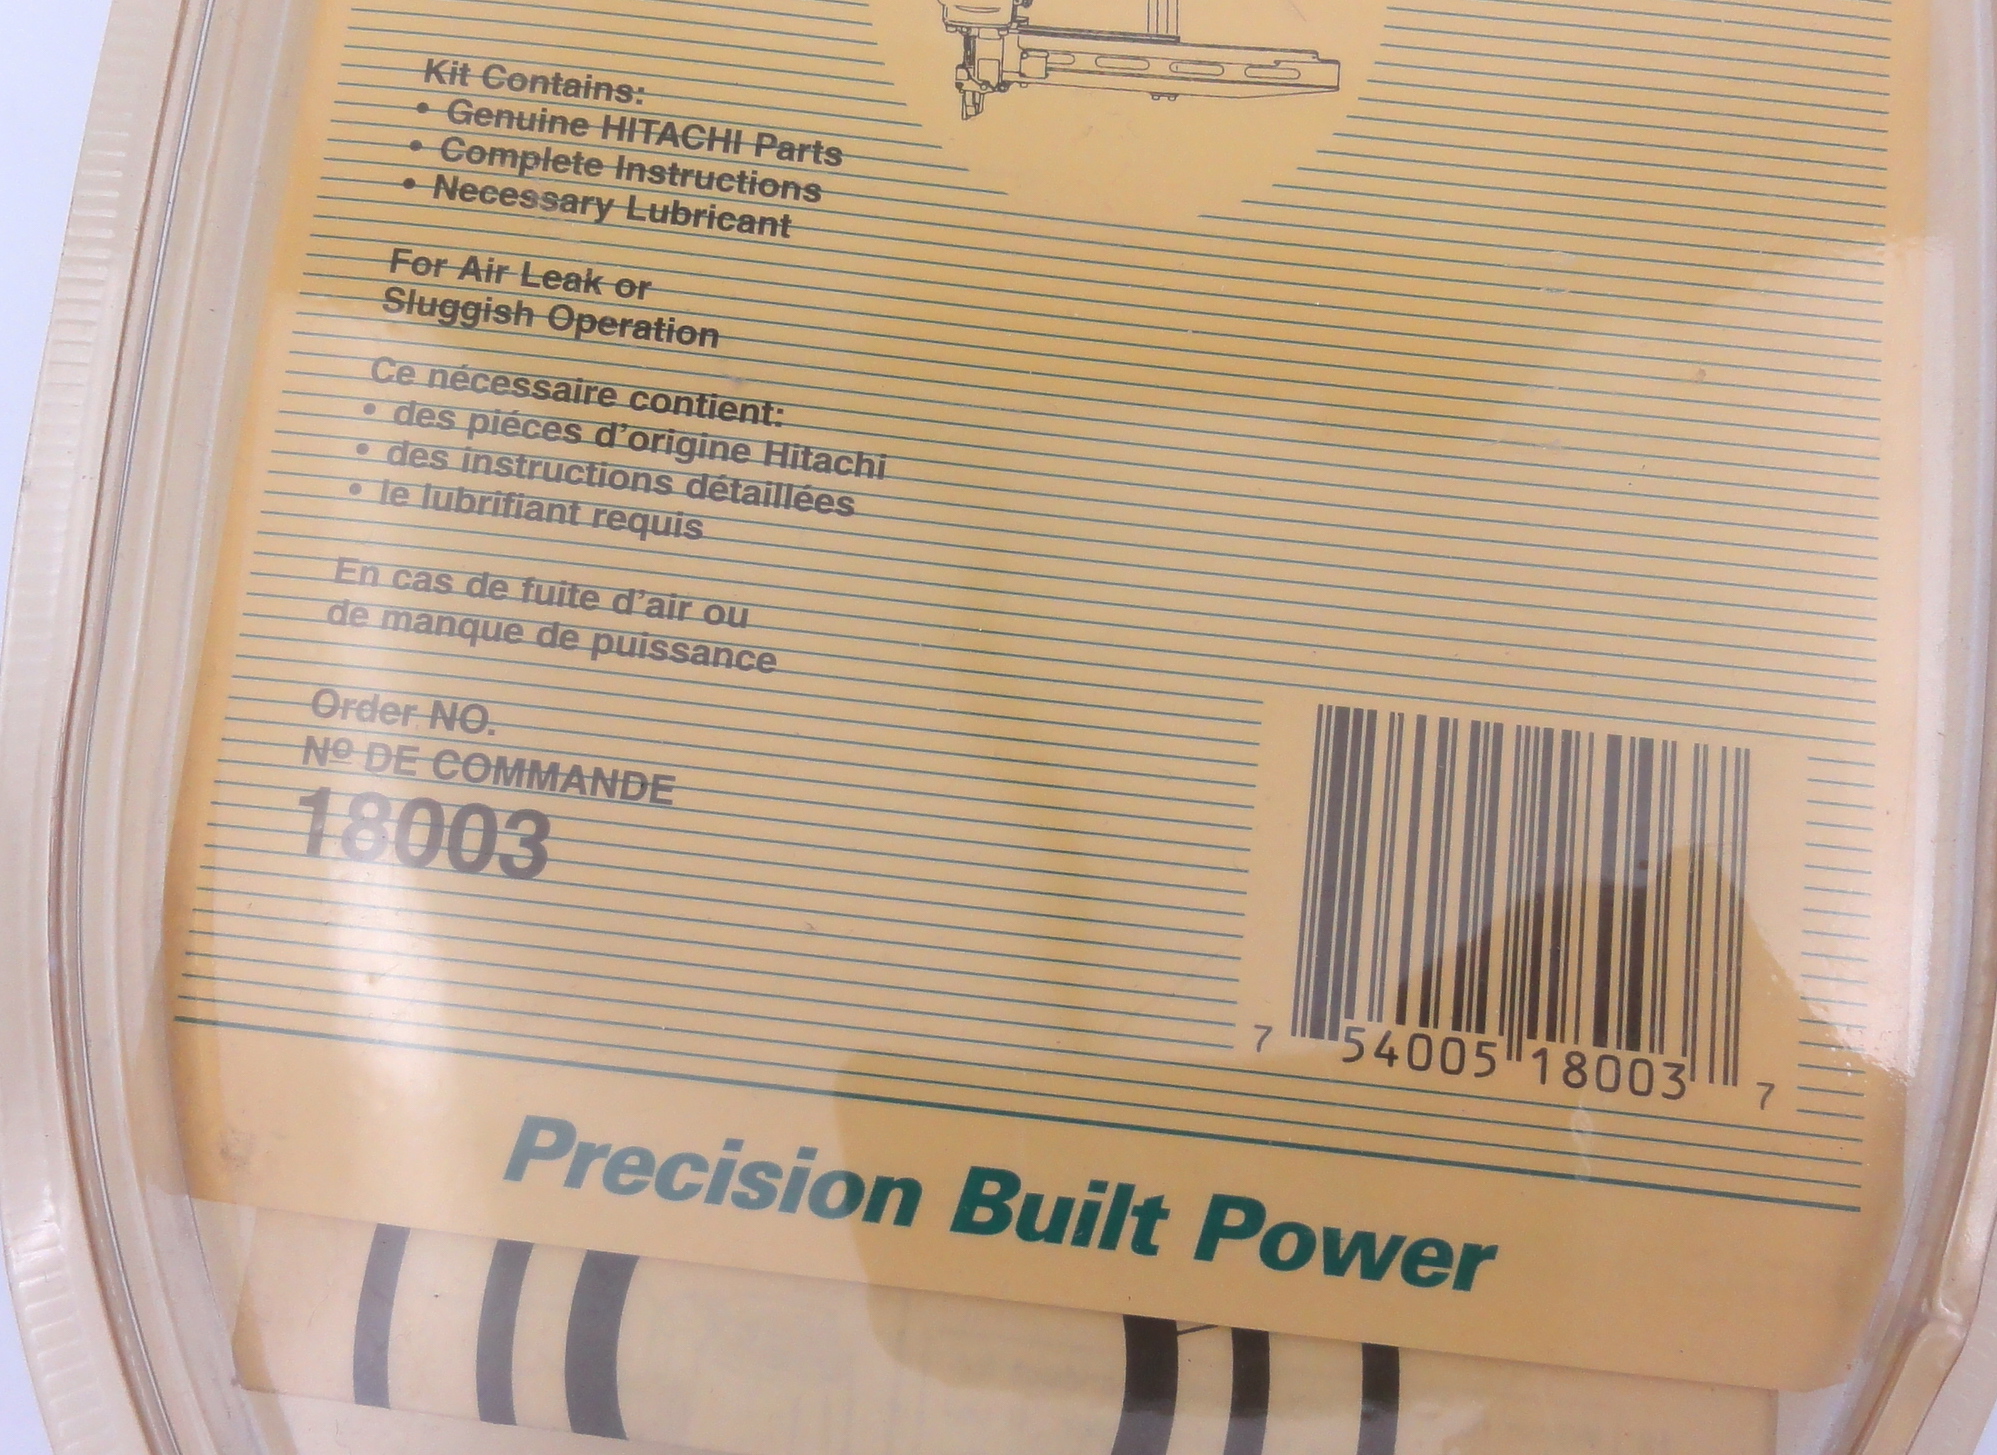 Kit Contains:
• Genuine HITACHI Parts
• Complete Instructions
• Necessary Lubricant
For Air Leak or
Sluggish Operation
Ce nécessaire contient:
• des piéces d'origine Hitachi
• des instructions détaillées
• le lubrifiant requis
En cas de fuite d'air ou
de manque de puissance
Order NO.
Nº DE COMMANDE
18003
7 54005 18003 7
Precision Built Power